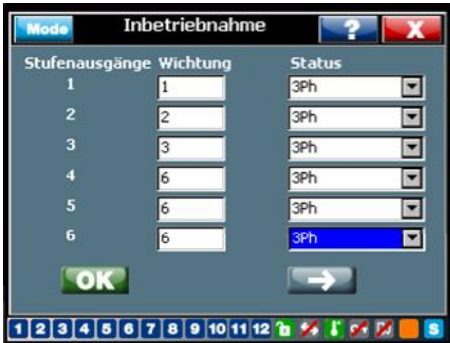 Mode Inbetriebnahme ? X
Stufenausgänge Wichtung Status
1 1 3Ph
2 2 3Ph
3 3 3Ph
4 6 3Ph
5 6 3Ph
6 6 3Ph
OK
1 2 3 4 5 6 7 8 9 10 11 12 S